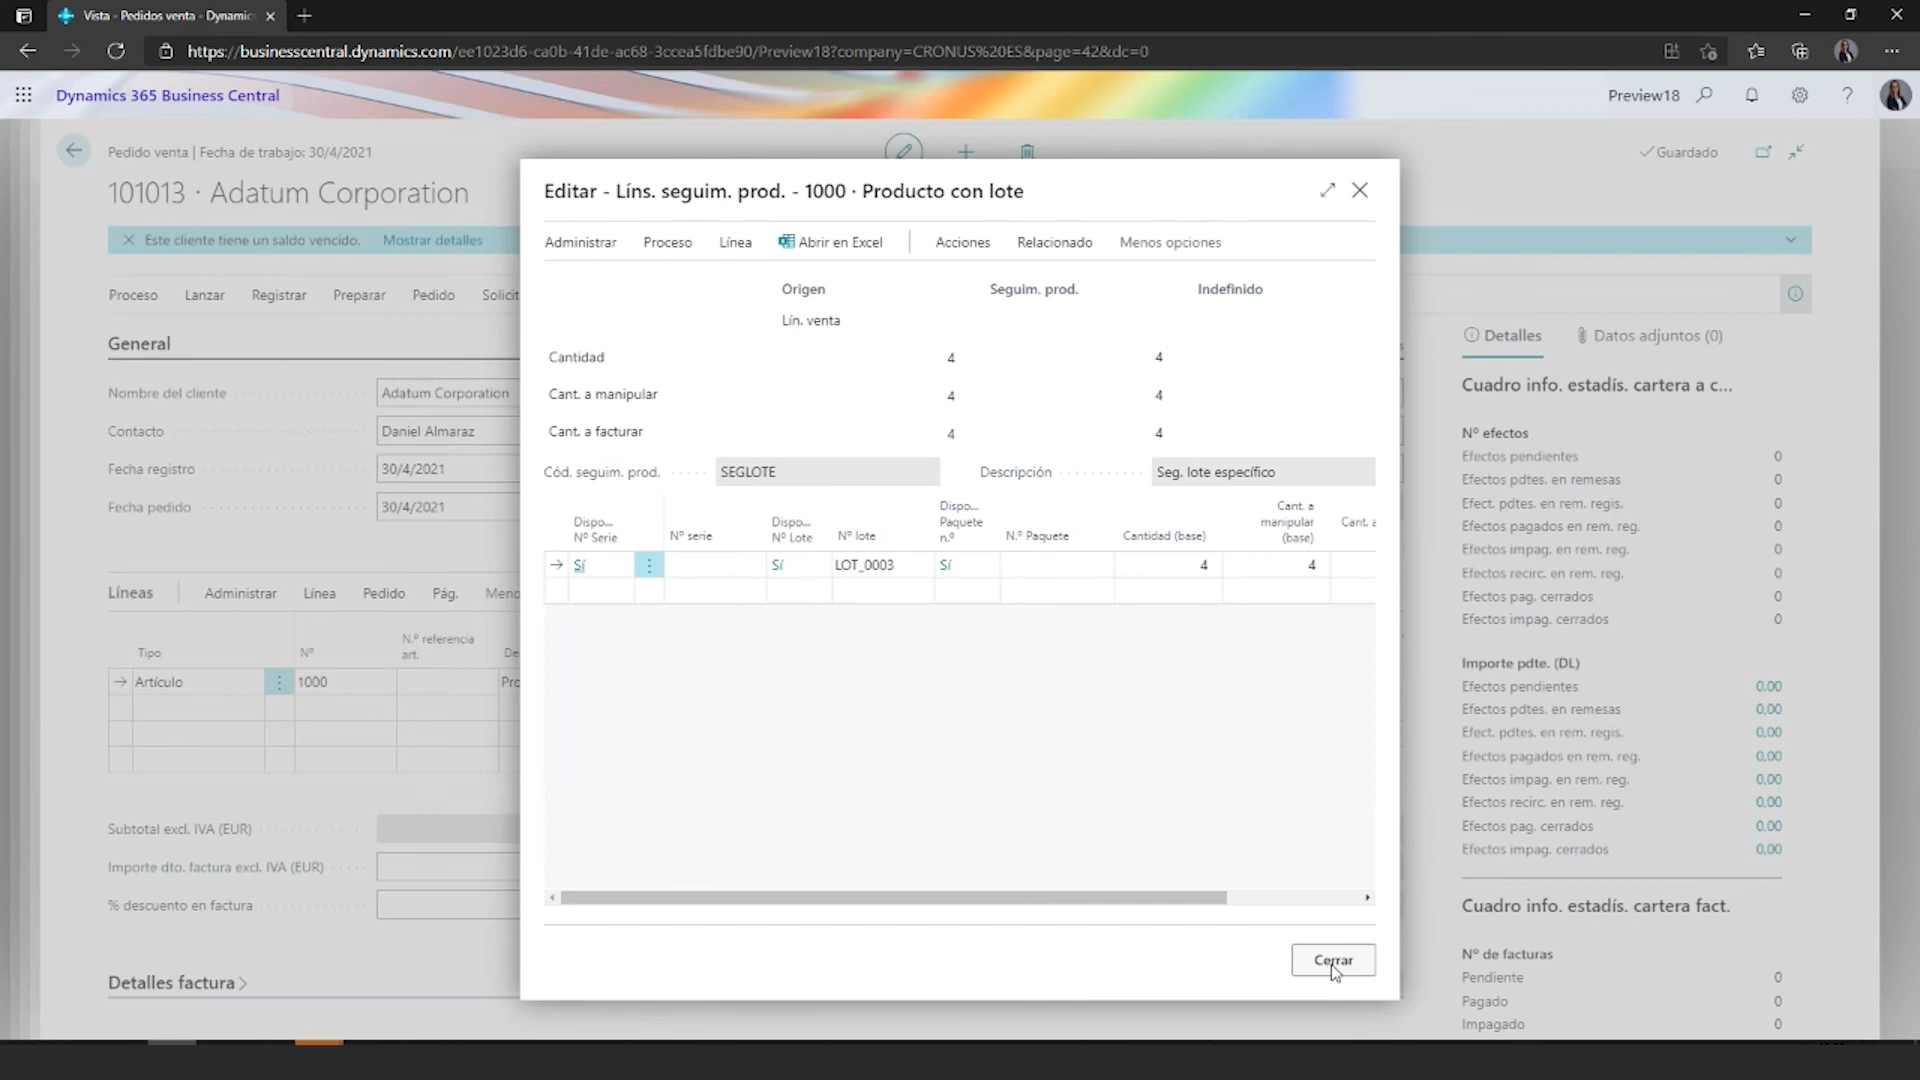 Vista - Pedidos venta - Dynamic
https://businesscentral.dynamics.com/ee1023d6-ca0b-41de-ac68-3ccea5fdbe90/Preview18?company=CRONUS%20ES&page=42&dc=0
Dynamics 365 Business Central
Preview18
Pedido venta | Fecha de trabajo: 30/4/2021
Guardado
101013 · Adatum Corporation
Este cliente tiene un saldo vencido. Mostrar detalles
Proceso Lanzar Registrar Preparar Pedido Solicit
General
Nombre del cliente Adatum Corporation
Contacto Daniel Almaraz
Fecha registro 30/4/2021
Fecha pedido 30/4/2021
Líneas Administrar Línea Pedido Pág. Meno
Tipo Nº N.º referencia art. De
Artículo 1000 Pro
Subtotal excl. IVA (EUR)
Importe dto. factura excl. IVA (EUR)
% descuento en factura
Detalles factura
Editar - Líns. seguim. prod. - 1000 · Producto con lote
Administrar Proceso Línea Abrir en Excel Acciones Relacionado Menos opciones
Origen Seguim. prod. Indefinido
Lín. venta
Cantidad 4 4
Cant. a manipular 4 4
Cant. a facturar 4 4
Cód. seguim. prod. SEGLOTE Descripción Seg. lote específico
Dispo... Nº Serie Nº serie Dispo... Nº Lote Nº lote Dispo... Paquete n.º N.º Paquete Cantidad (base) Cant. a manipular (base) Cant. a
Sí Sí LOT_0003 Sí 4 4
Cerrar
Detalles Datos adjuntos (0)
Cuadro info. estadís. cartera a c...
Nº efectos
Efectos pendientes 0
Efectos pdtes. en remesas 0
Efect. pdtes. en rem. regis. 0
Efectos pagados en rem. reg. 0
Efectos impag. en rem. reg. 0
Efectos recirc. en rem. reg. 0
Efectos pag. cerrados 0
Efectos impag. cerrados 0
Importe pdte. (DL)
Efectos pendientes 0,00
Efectos pdtes. en remesas 0,00
Efect. pdtes. en rem. regis. 0,00
Efectos pagados en rem. reg. 0,00
Efectos impag. en rem. reg. 0,00
Efectos recirc. en rem. reg. 0,00
Efectos pag. cerrados 0,00
Efectos impag. cerrados 0,00
Cuadro info. estadís. cartera fact.
Nº de facturas
Pendiente 0
Pagado 0
Impagado 0